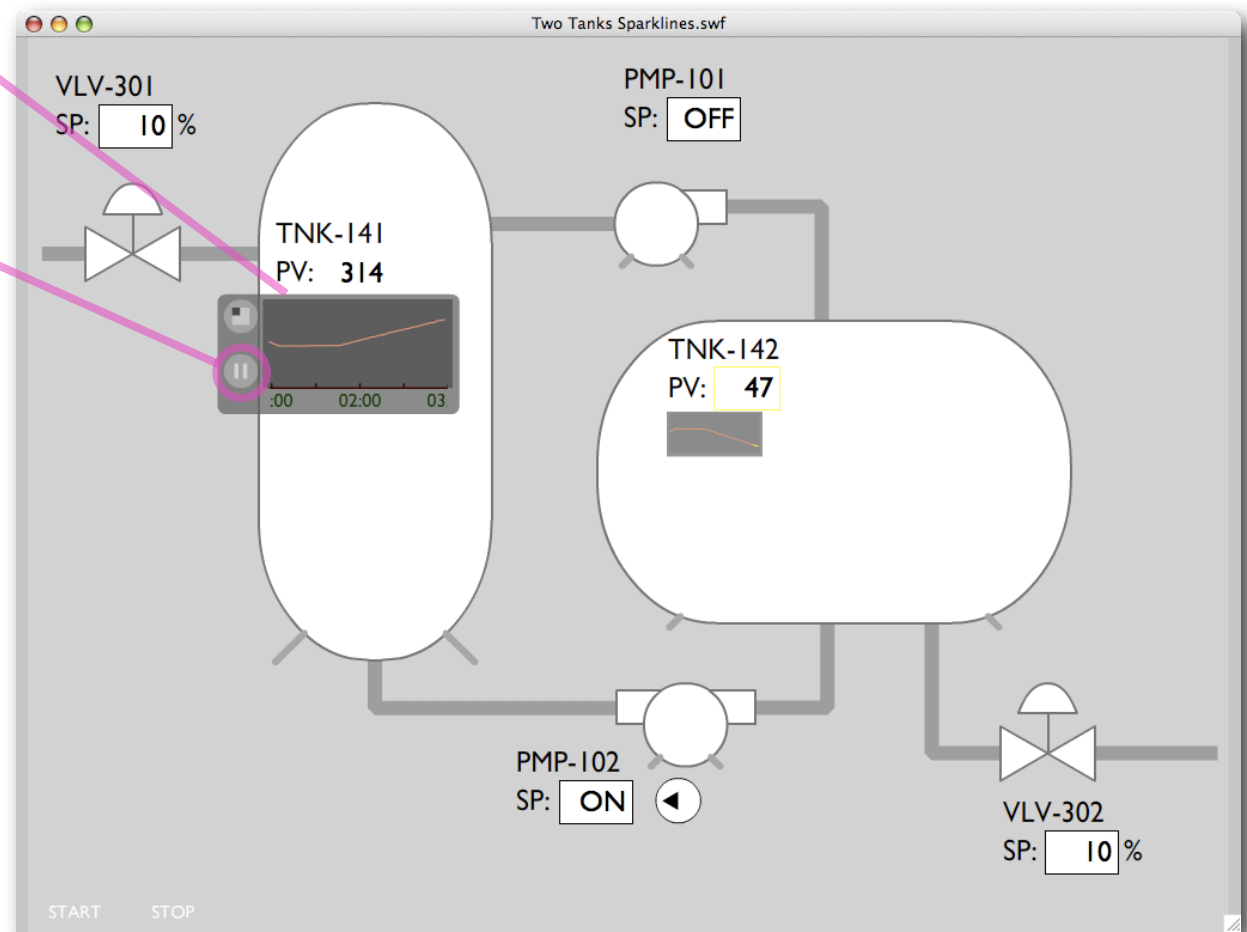 Two Tanks Sparklines.swf
VLV-301
SP: 10 %
PMP-101
SP: OFF
TNK-141
PV: 314
:00 02:00 03
TNK-142
PV: 47
PMP-102
SP: ON
VLV-302
SP: 10 %
START STOP